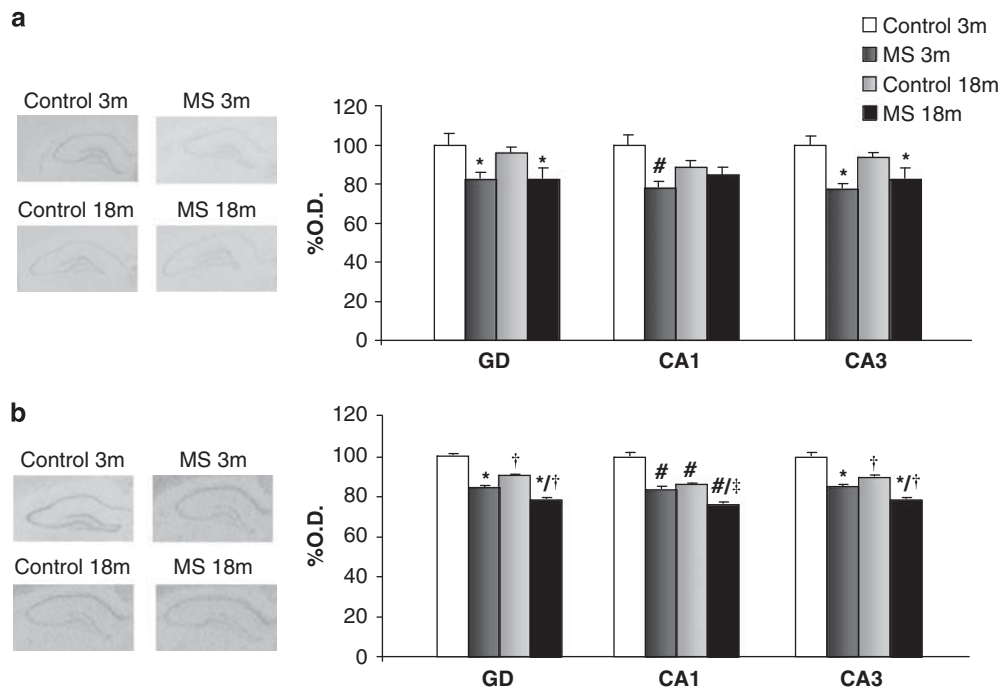 a
Control 3m
MS 3m
Control 18m
MS 18m
Control 3m MS 3m
Control 18m MS 18m
%O.D.
120
100
80
60
40
20
0
* * # * *
GD CA1 CA3
b
Control 3m MS 3m
Control 18m MS 18m
%O.D.
120
100
80
60
40
20
0
* † */† # # #/‡ * † */†
GD CA1 CA3